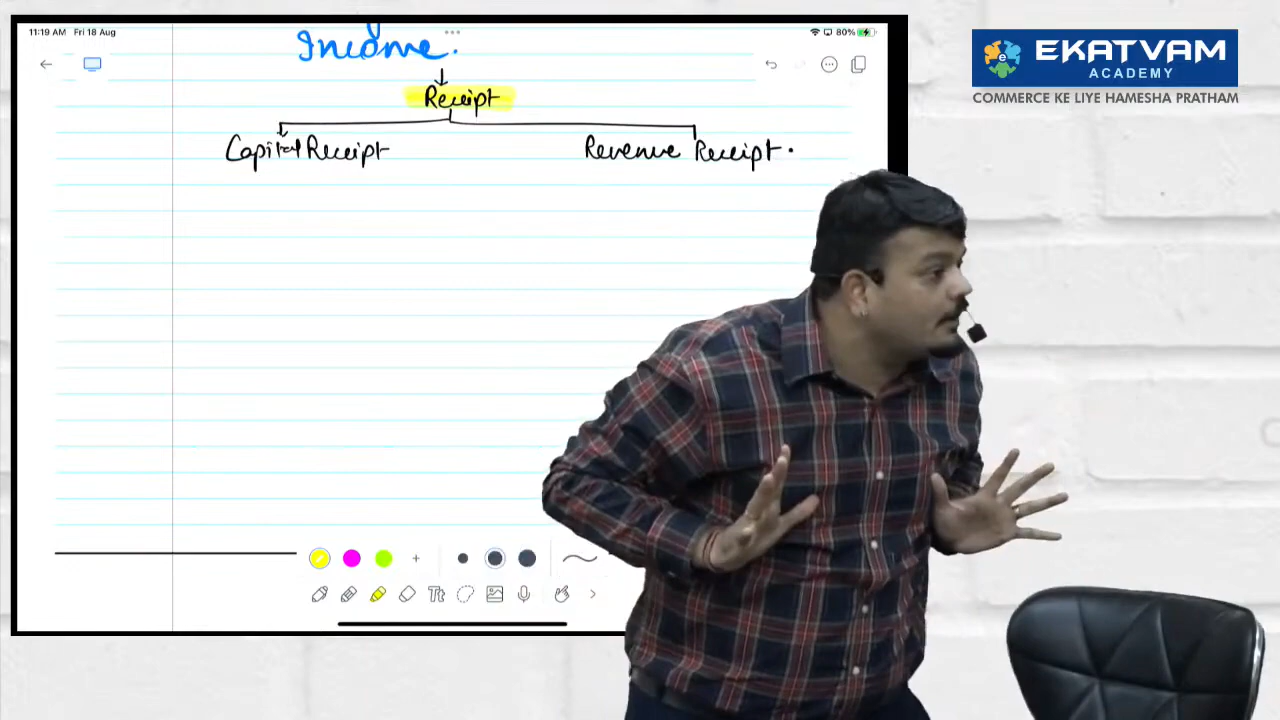 11:19 AM Fri 18 Aug
80%
Income.
Receipt
Capital Receipt
Revenue Receipt.
Tt
e
EKATVAM
ACADEMY
COMMERCE KE LIYE HAMESHA PRATHAM